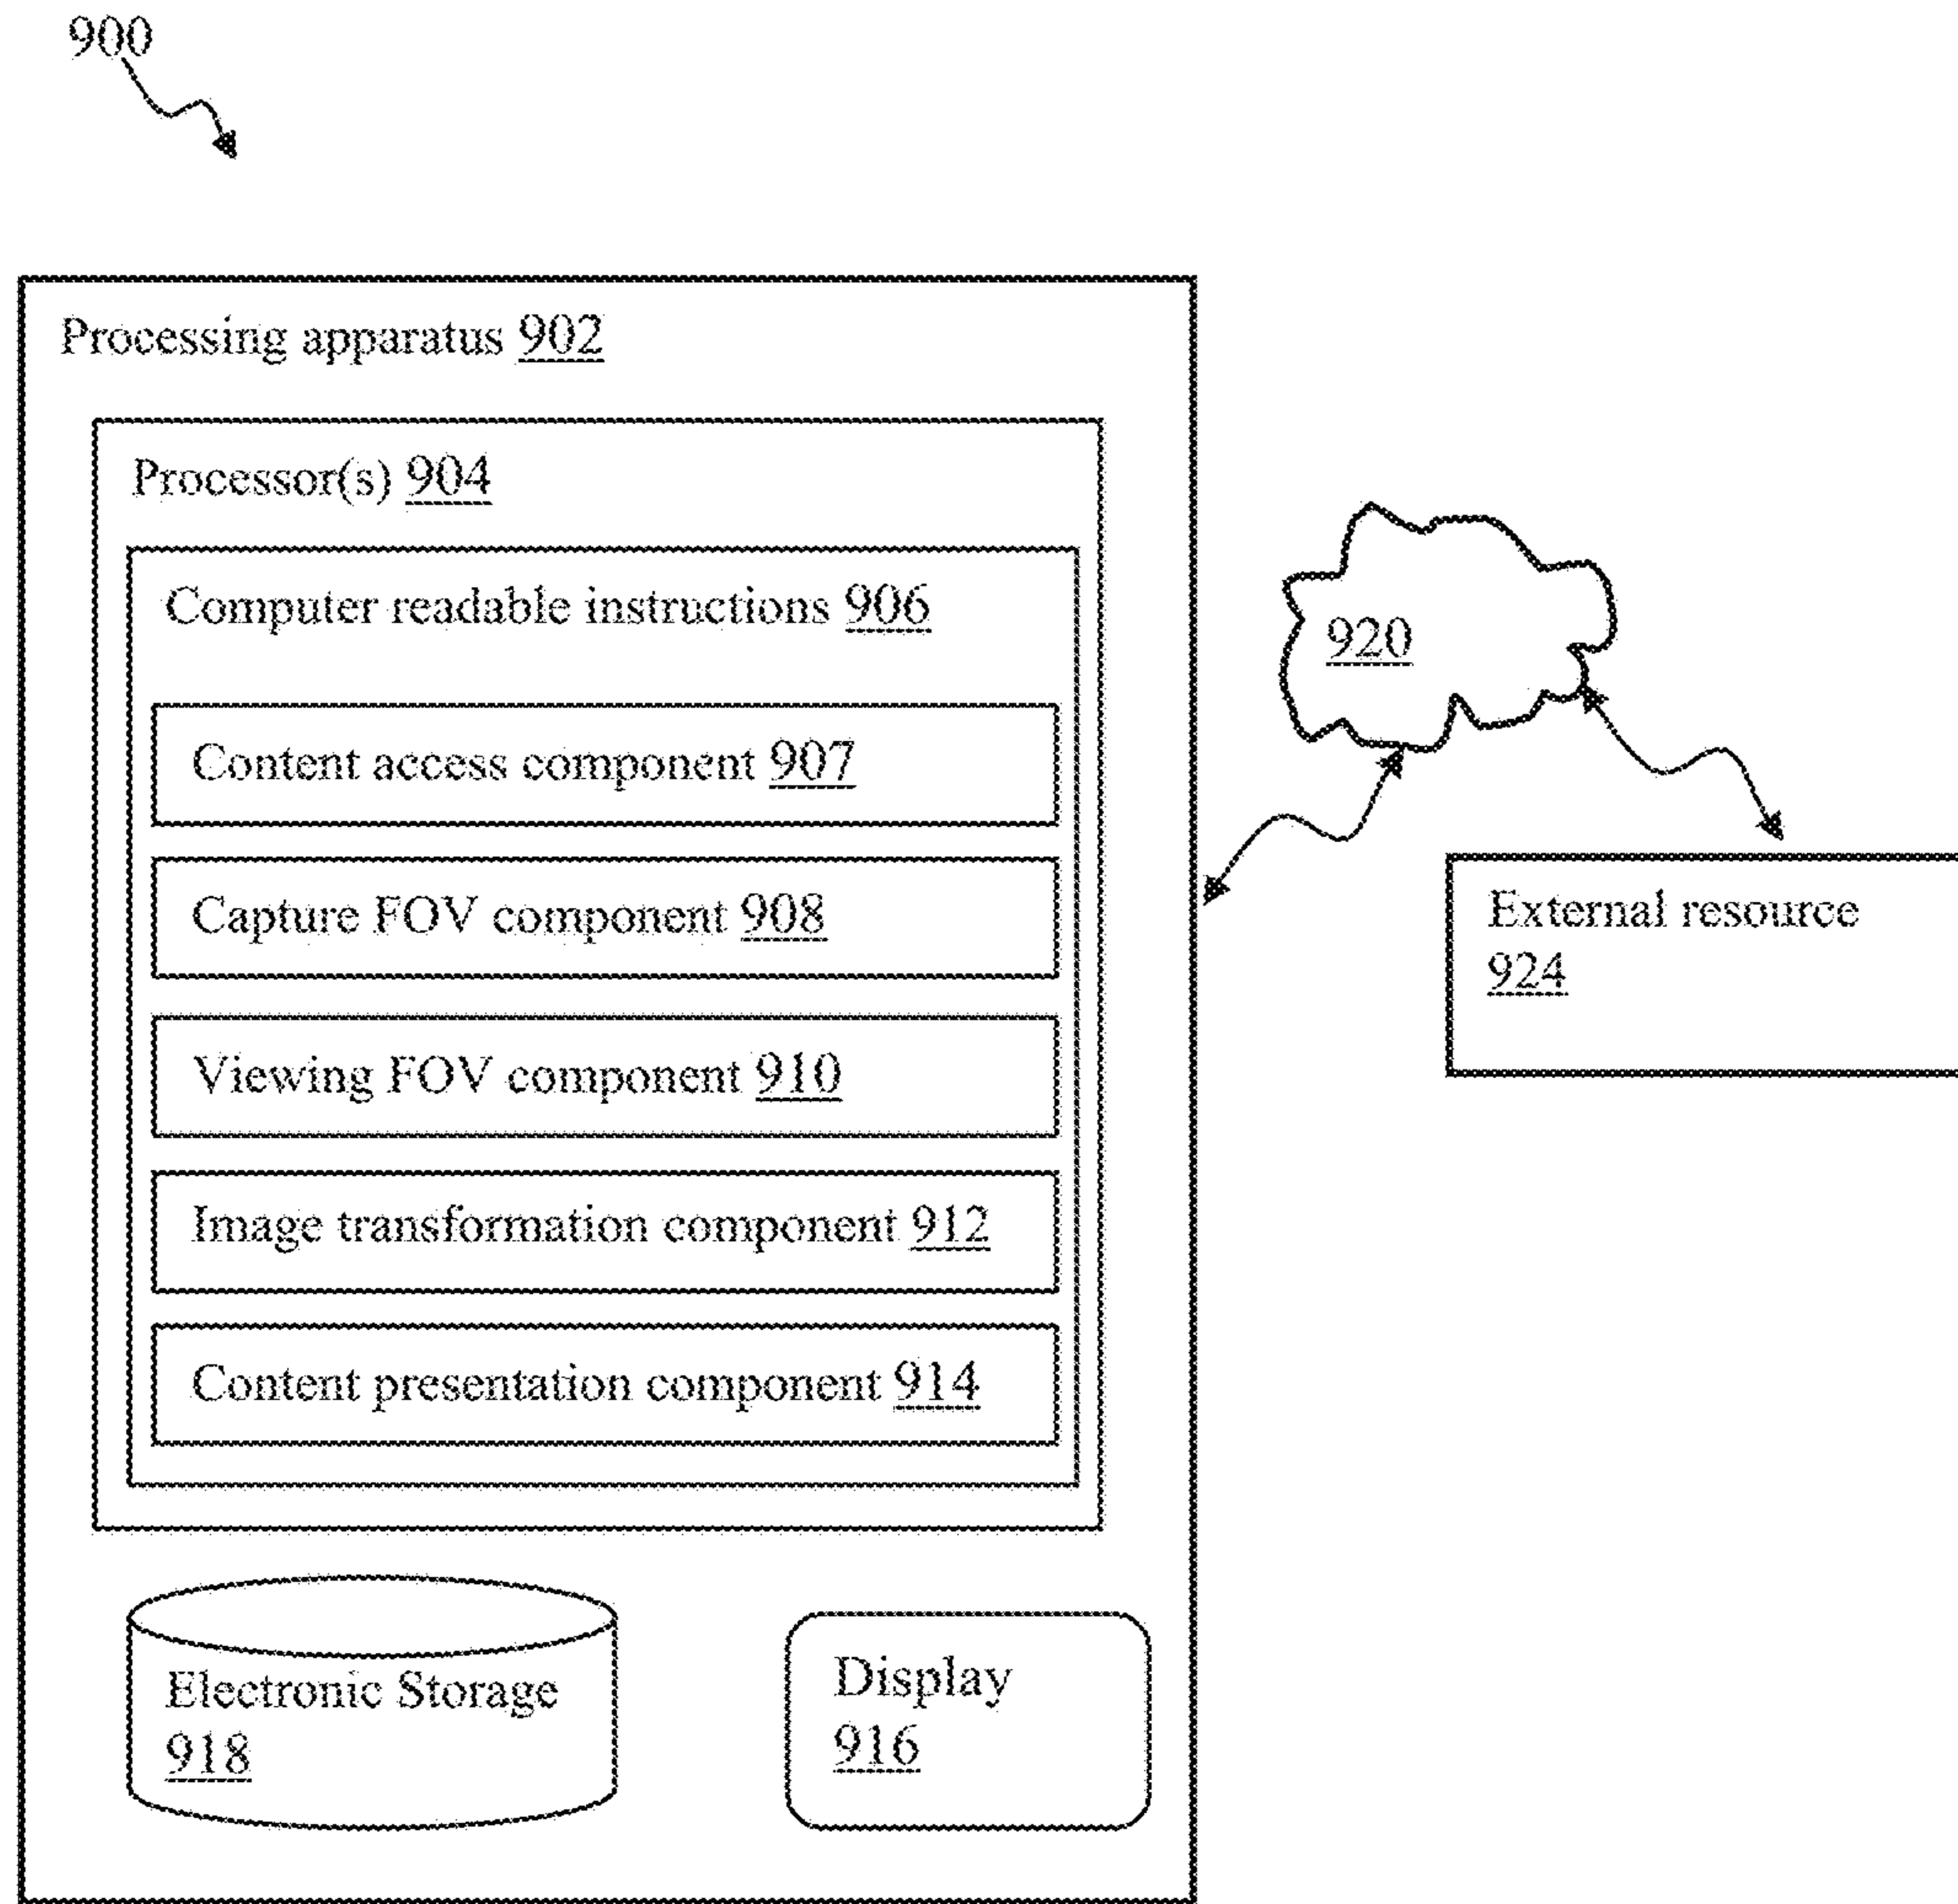 900
Processing apparatus 902
Processor(s) 904
Computer readable instructions 906
Content access component 907
Capture FOV component 908
Viewing FOV component 910
Image transformation component 912
Content presentation component 914
Electronic Storage
918
Display
916
920
External resource
924